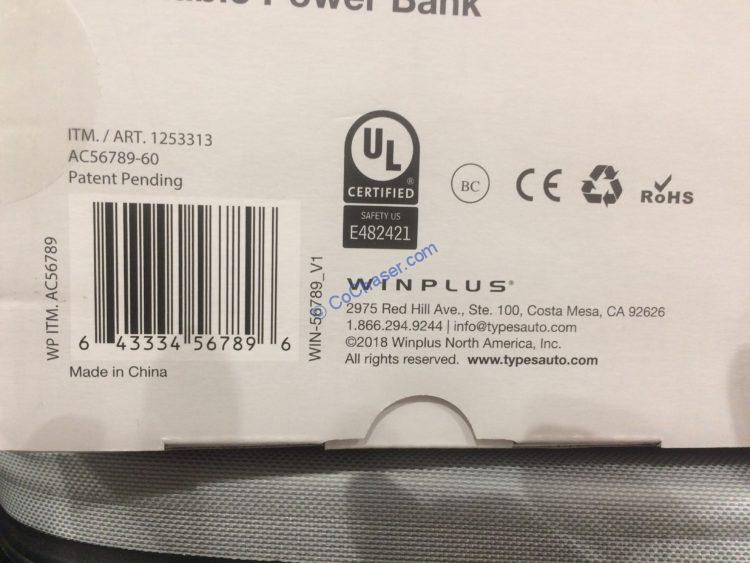 Power Bank
ITM. / ART. 1253313
AC56789-60
Patent Pending
WP ITM. AC56789
6 43334 56789 6
WIN-56789_V1
Made in China
UL
®
CERTIFIED
SAFETY US
E482421
BC
CE
RoHS
© CoChaser.com
WINPLUS®
2975 Red Hill Ave., Ste. 100, Costa Mesa, CA 92626
1.866.294.9244 | info@typesauto.com
©2018 Winplus North America, Inc.
All rights reserved. www.typesauto.com